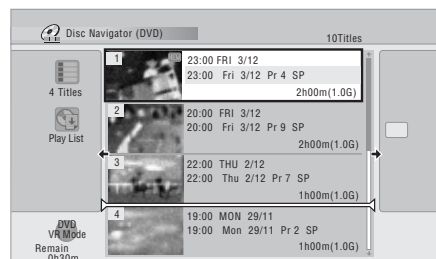 Disc Navigator (DVD)
10Titles
4 Titles
Play List
DVD
VR Mode
Remain
0h30m
1
23:00 FRI 3/12
23:00 Fri 3/12 Pr 4 SP
2h00m(1.0G)
2
20:00 FRI 3/12
20:00 Fri 3/12 Pr 9 SP
2h00m(1.0G)
3
22:00 THU 2/12
22:00 Thu 2/12 Pr 7 SP
1h00m(1.0G)
4
19:00 MON 29/11
19:00 Mon 29/11 Pr 2 SP
1h00m(1.0G)